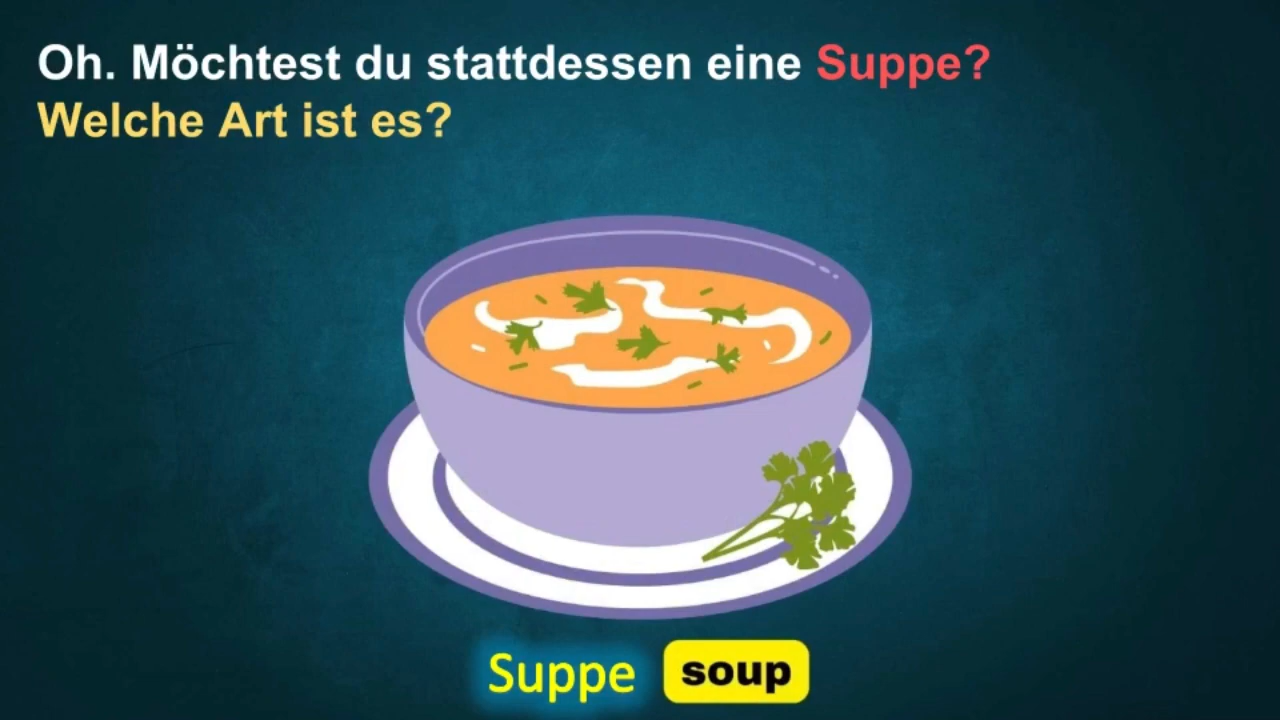 Oh. Möchtest du stattdessen eine Suppe?
Welche Art ist es?
Suppe soup